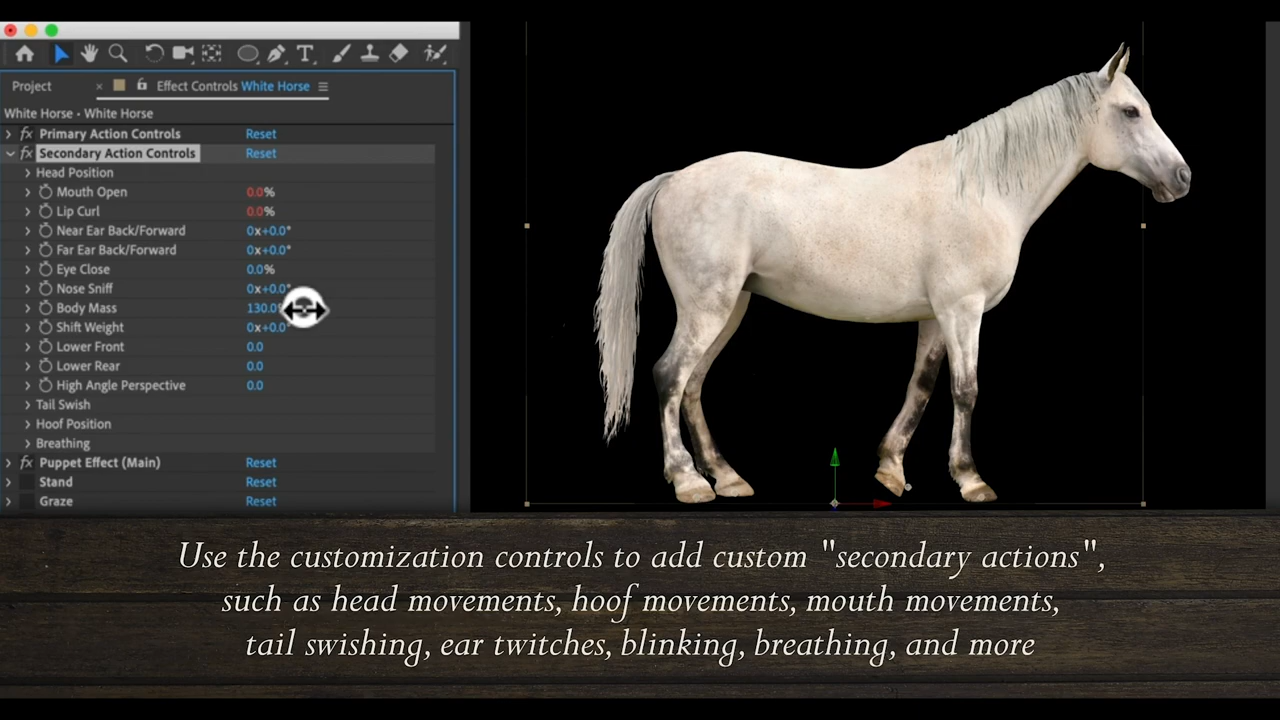 Project
Effect Controls White Horse
White Horse • White Horse
fx Primary Action Controls Reset
fx Secondary Action Controls Reset
Head Position
Mouth Open 0.0%
Lip Curl 0.0%
Near Ear Back/Forward 0x+0.0°
Far Ear Back/Forward 0x+0.0°
Eye Close 0.0%
Nose Sniff 0x+0.0°
Body Mass 130.0
Shift Weight 0x+0.0°
Lower Front 0.0
Lower Rear 0.0
High Angle Perspective 0.0
Tail Swish
Hoof Position
Breathing
fx Puppet Effect (Main) Reset
Stand Reset
Graze Reset
Use the customization controls to add custom "secondary actions",
such as head movements, hoof movements, mouth movements,
tail swishing, ear twitches, blinking, breathing, and more